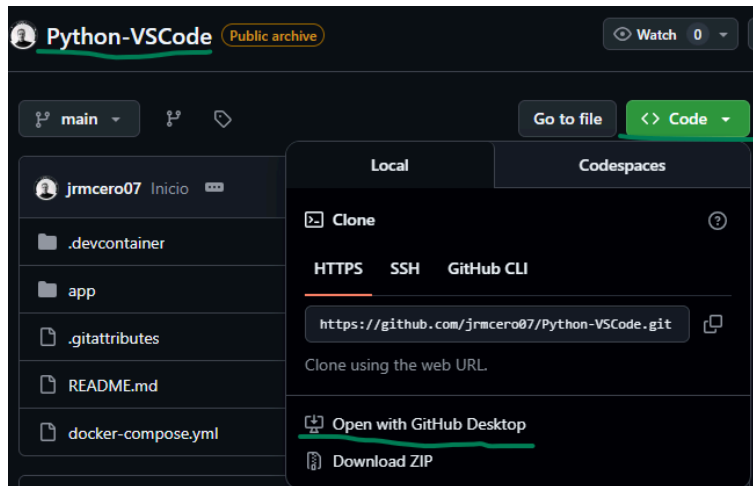 Python-VSCode Public archive Watch 0
main Go to file <> Code
Local Codespaces
jrmcero07 Inicio
Clone
.devcontainer
HTTPS SSH GitHub CLI
app
https://github.com/jrmcero07/Python-VSCode.git
.gitattributes
Clone using the web URL.
README.md
Open with GitHub Desktop
docker-compose.yml
Download ZIP